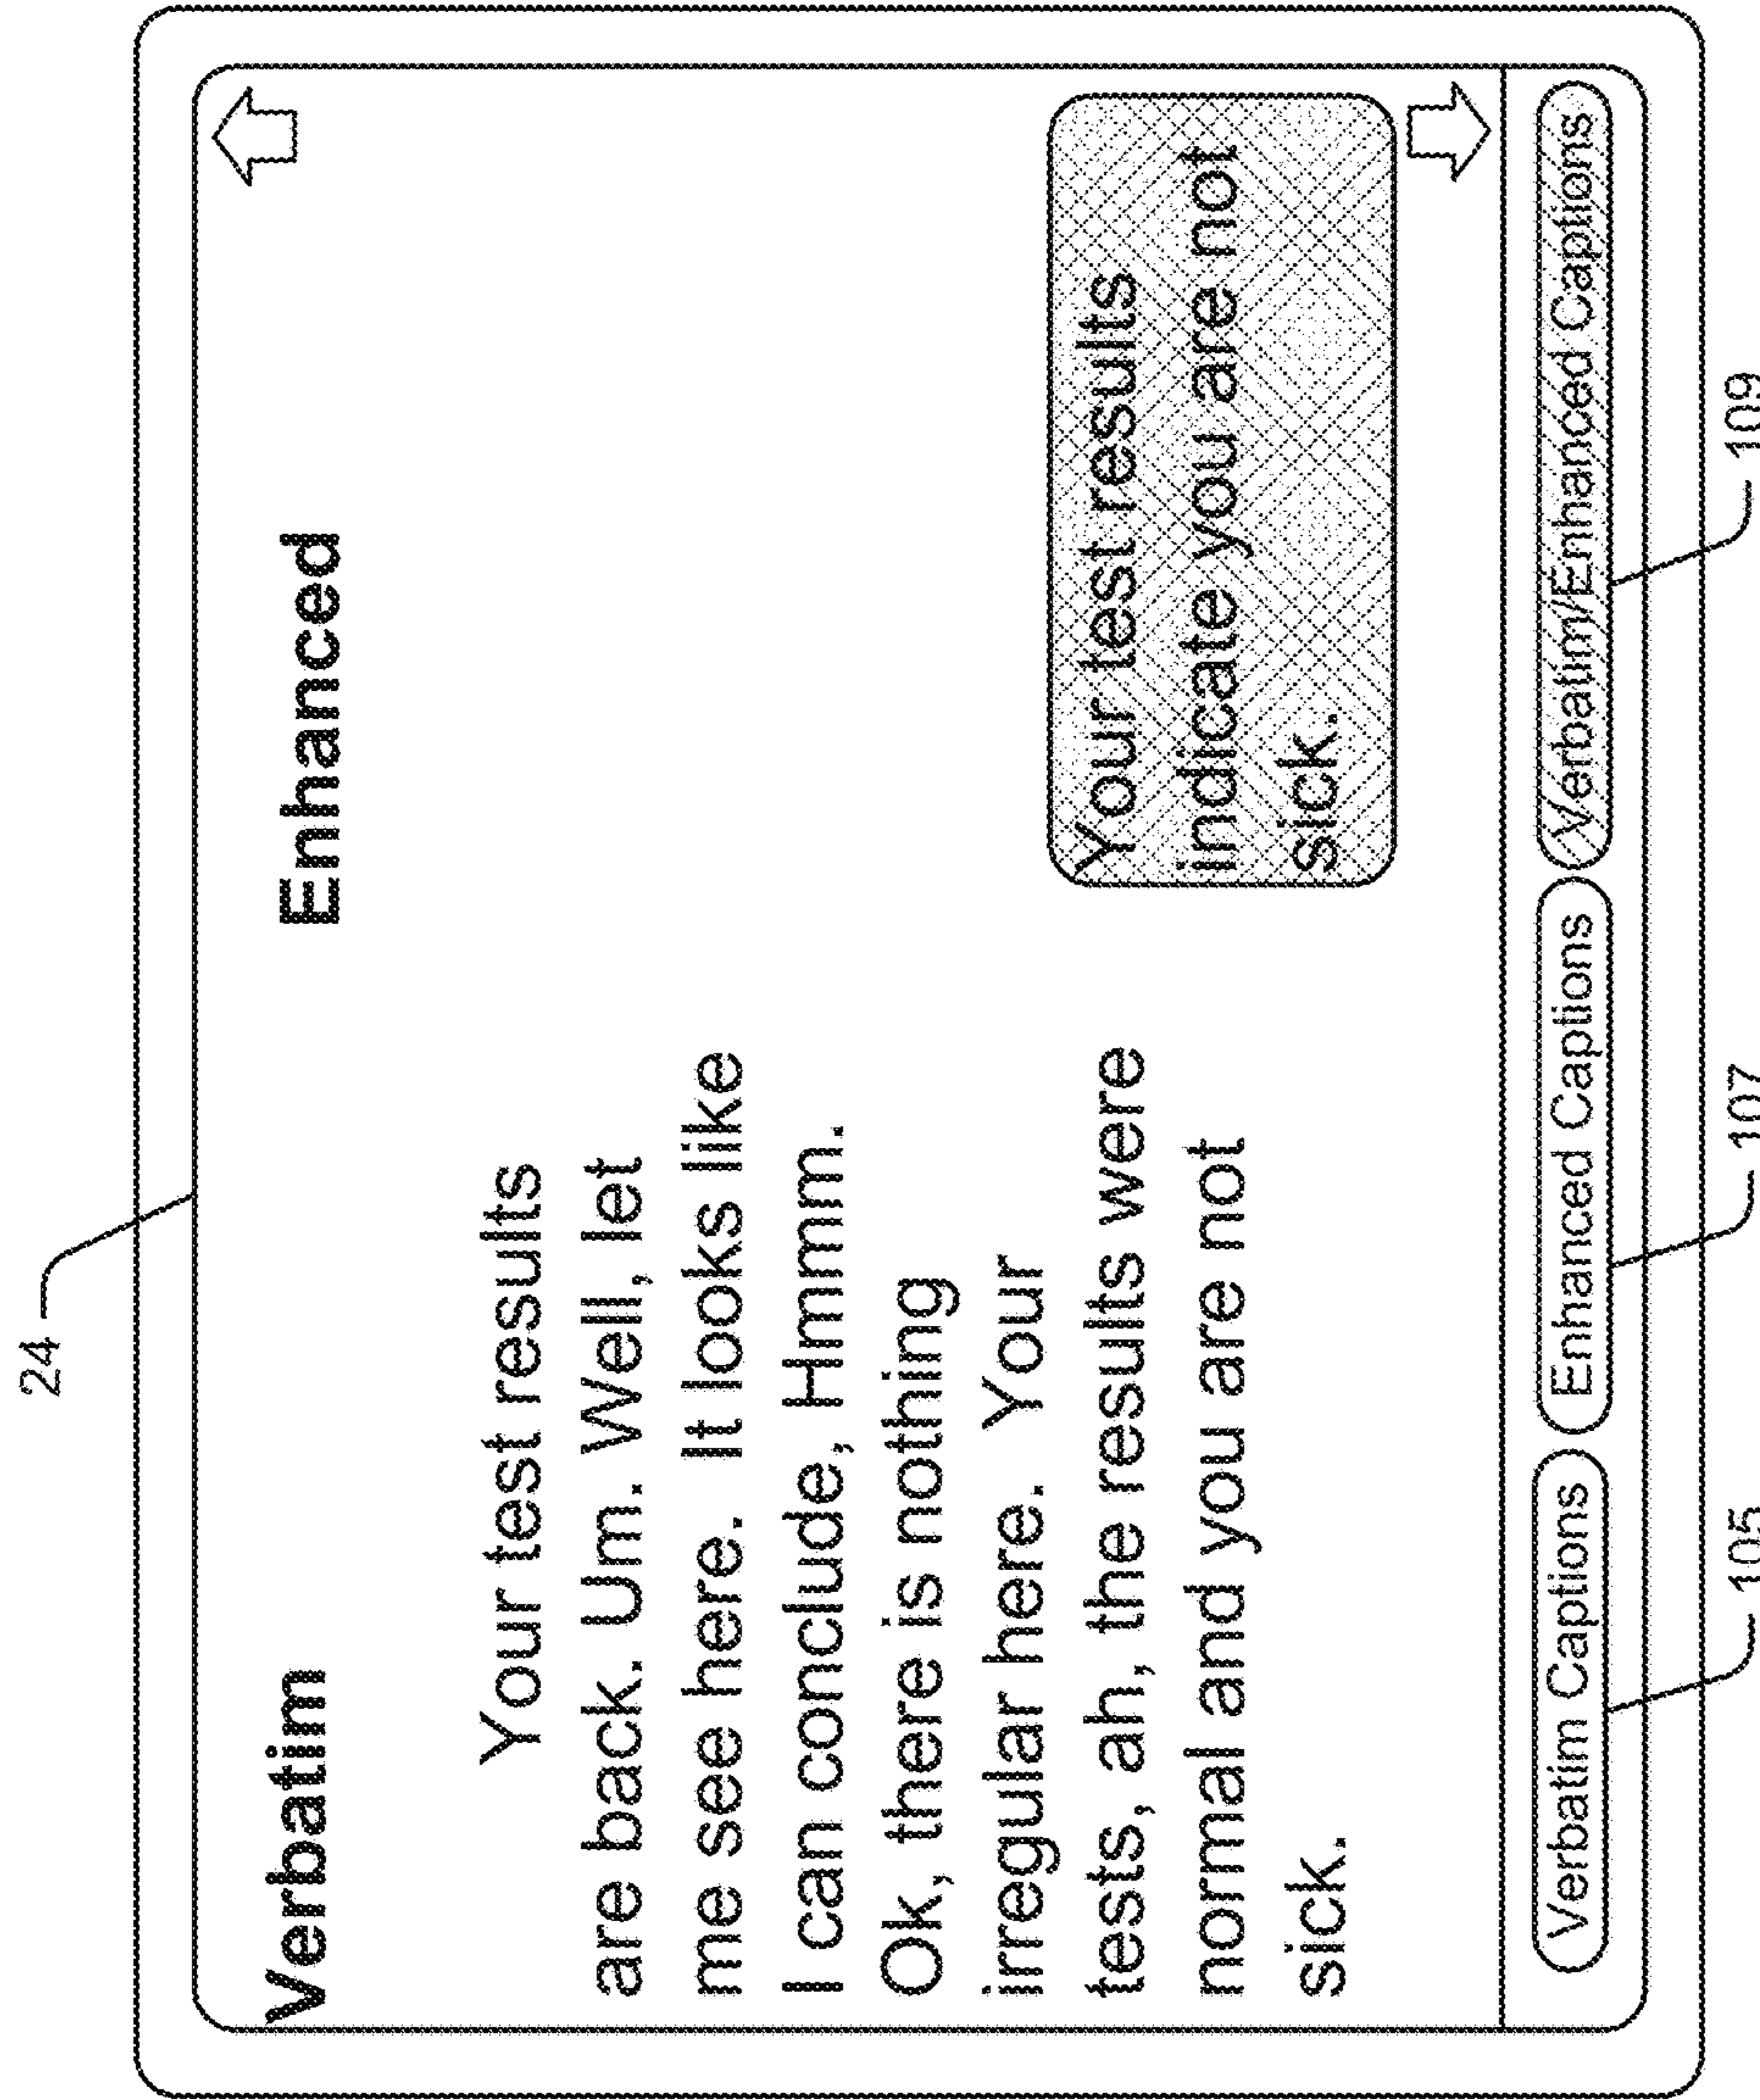 24
Verbatim
Enhanced
Your test results
are back. Um. Well, let
me see here.  It looks like
I can conclude, Hmmm.
Ok, there is nothing
irregular here.  Your
tests, ah, the results were
normal and you are not
sick.
Your test results
indicate you are not
sick.
Verbatim Captions
Enhanced Captions
Verbatim/Enhanced Captions
105
107
109